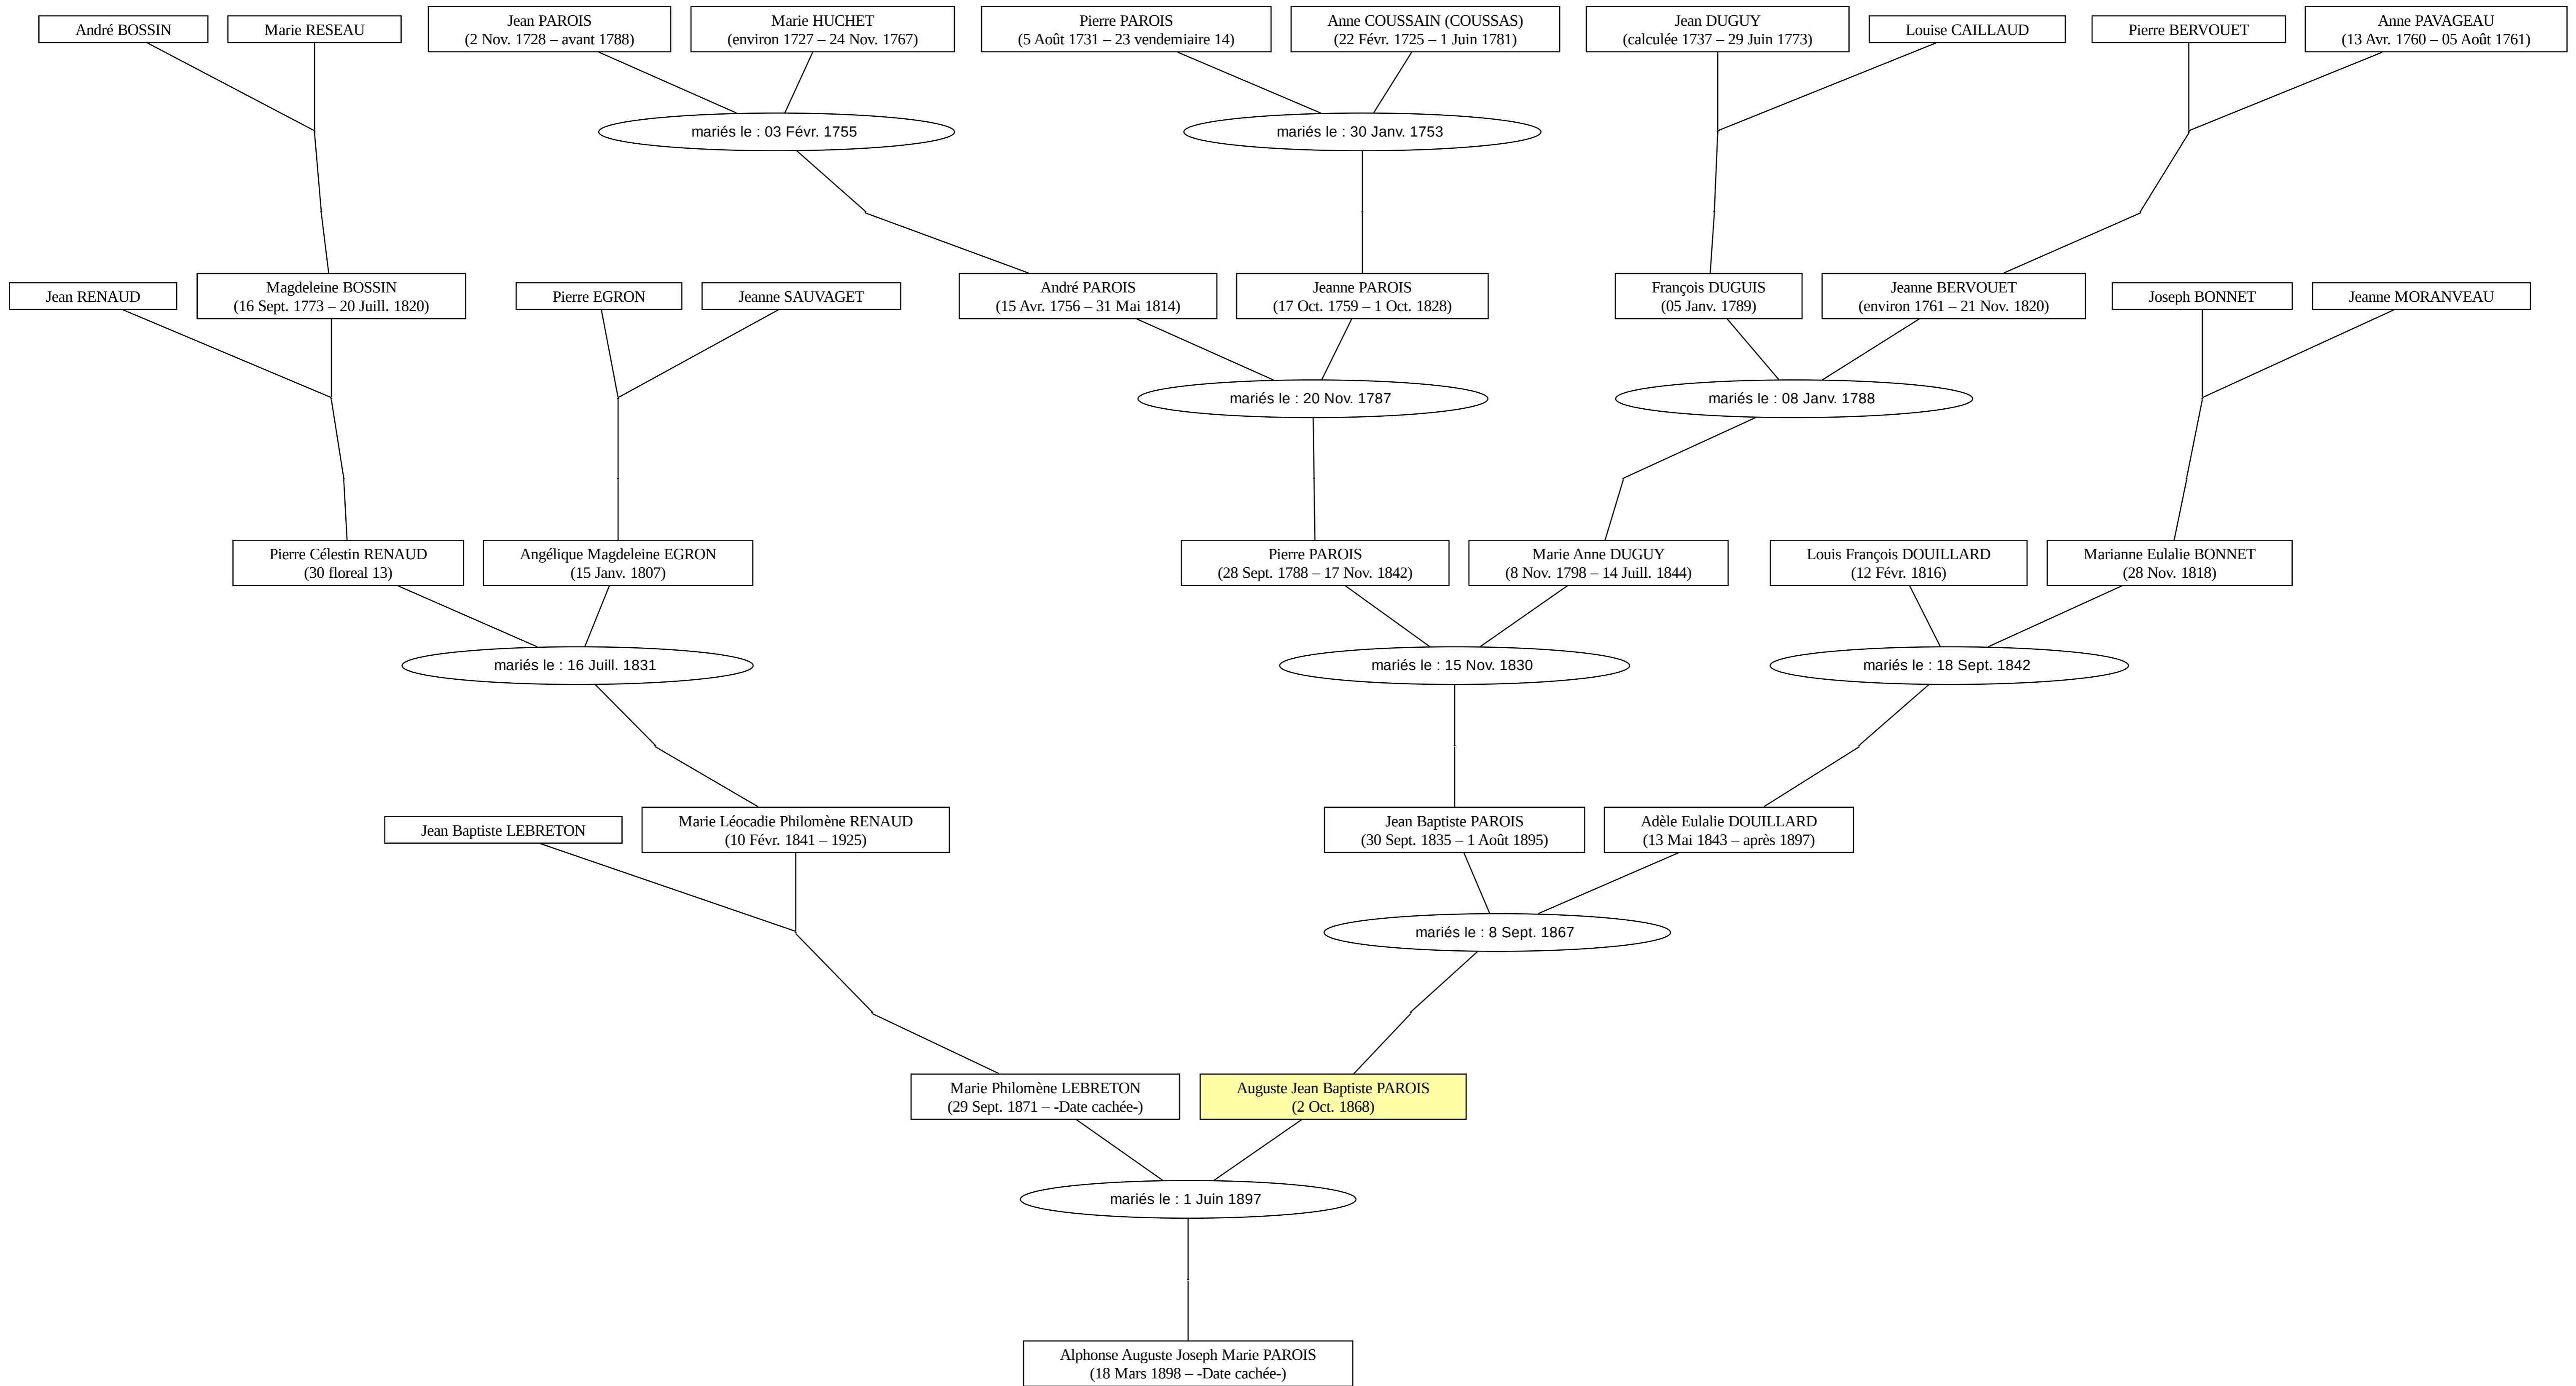 André BOSSIN
Marie RESEAU
Jean PAROIS
(2 Nov. 1728 – avant 1788)
Marie HUCHET
(environ 1727 – 24 Nov. 1767)
Pierre PAROIS
(5 Août 1731 – 23 vendemiaire 14)
Anne COUSSAIN (COUSSAS)
(22 Févr. 1725 – 1 Juin 1781)
Jean DUGUY
(calculée 1737 – 29 Juin 1773)
Louise CAILLAUD
Pierre BERVOUET
Anne PAVAGEAU
(13 Avr. 1760 – 05 Août 1761)
mariés le : 03 Févr. 1755
mariés le : 30 Janv. 1753
Jean RENAUD
Magdeleine BOSSIN
(16 Sept. 1773 – 20 Juill. 1820)
Pierre EGRON
Jeanne SAUVAGET
André PAROIS
(15 Avr. 1756 – 31 Mai 1814)
Jeanne PAROIS
(17 Oct. 1759 – 1 Oct. 1828)
François DUGUIS
(05 Janv. 1789)
Jeanne BERVOUET
(environ 1761 – 21 Nov. 1820)
Joseph BONNET
Jeanne MORANVEAU
mariés le : 20 Nov. 1787
mariés le : 08 Janv. 1788
Pierre Célestin RENAUD
(30 floreal 13)
Angélique Magdeleine EGRON
(15 Janv. 1807)
Pierre PAROIS
(28 Sept. 1788 – 17 Nov. 1842)
Marie Anne DUGUY
(8 Nov. 1798 – 14 Juill. 1844)
Louis François DOUILLARD
(12 Févr. 1816)
Marianne Eulalie BONNET
(28 Nov. 1818)
mariés le : 16 Juill. 1831
mariés le : 15 Nov. 1830
mariés le : 18 Sept. 1842
Jean Baptiste LEBRETON
Marie Léocadie Philomène RENAUD
(10 Févr. 1841 – 1925)
Jean Baptiste PAROIS
(30 Sept. 1835 – 1 Août 1895)
Adèle Eulalie DOUILLARD
(13 Mai 1843 – après 1897)
mariés le : 8 Sept. 1867
Marie Philomène LEBRETON
(29 Sept. 1871 – -Date cachée-)
Auguste Jean Baptiste PAROIS
(2 Oct. 1868)
mariés le : 1 Juin 1897
Alphonse Auguste Joseph Marie PAROIS
(18 Mars 1898 – -Date cachée-)